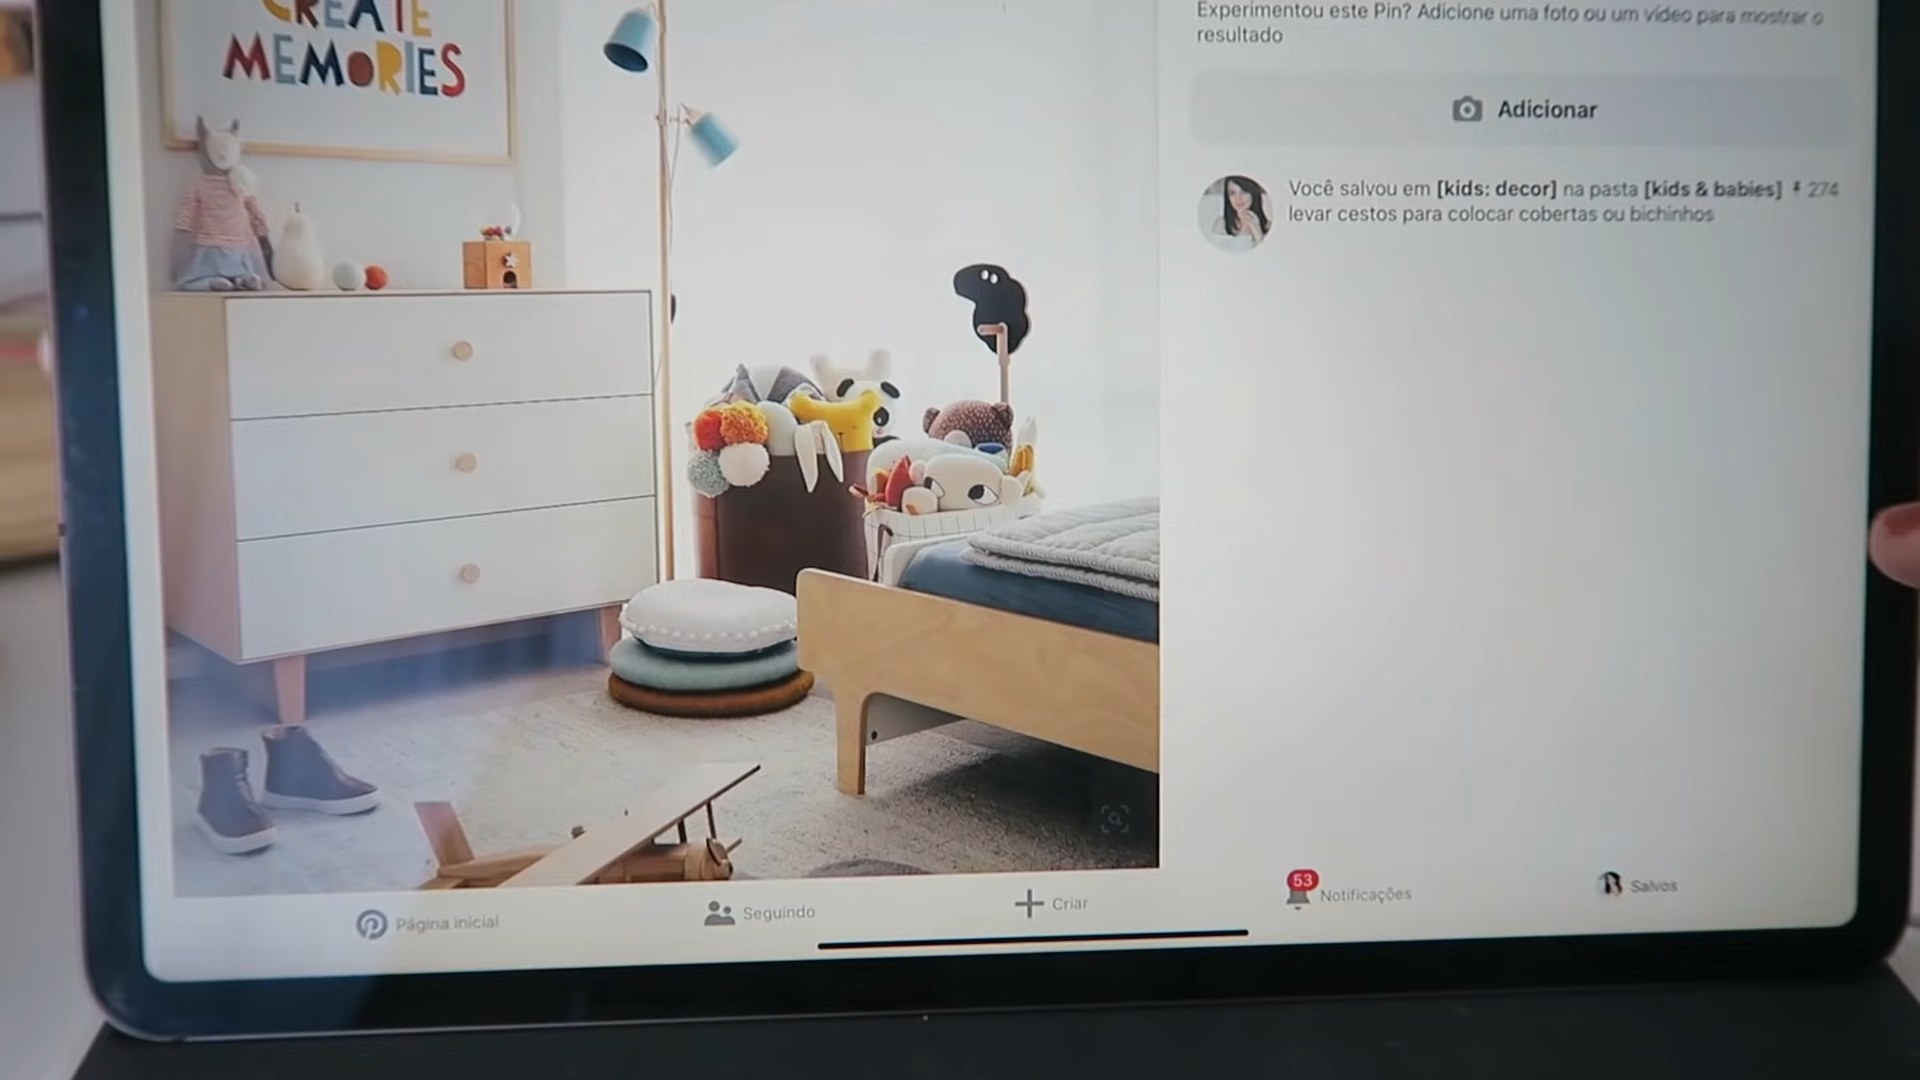 CREATE
MEMORIES
Experimentou este Pin? Adicione uma foto ou um vídeo para mostrar o
resultado
Adicionar
Você salvou em [kids: decor] na pasta [kids & babies] 274
levar cestos para colocar cobertas ou bichinhos
Página inicial
Seguindo
Criar
53
Notificações
Salvos